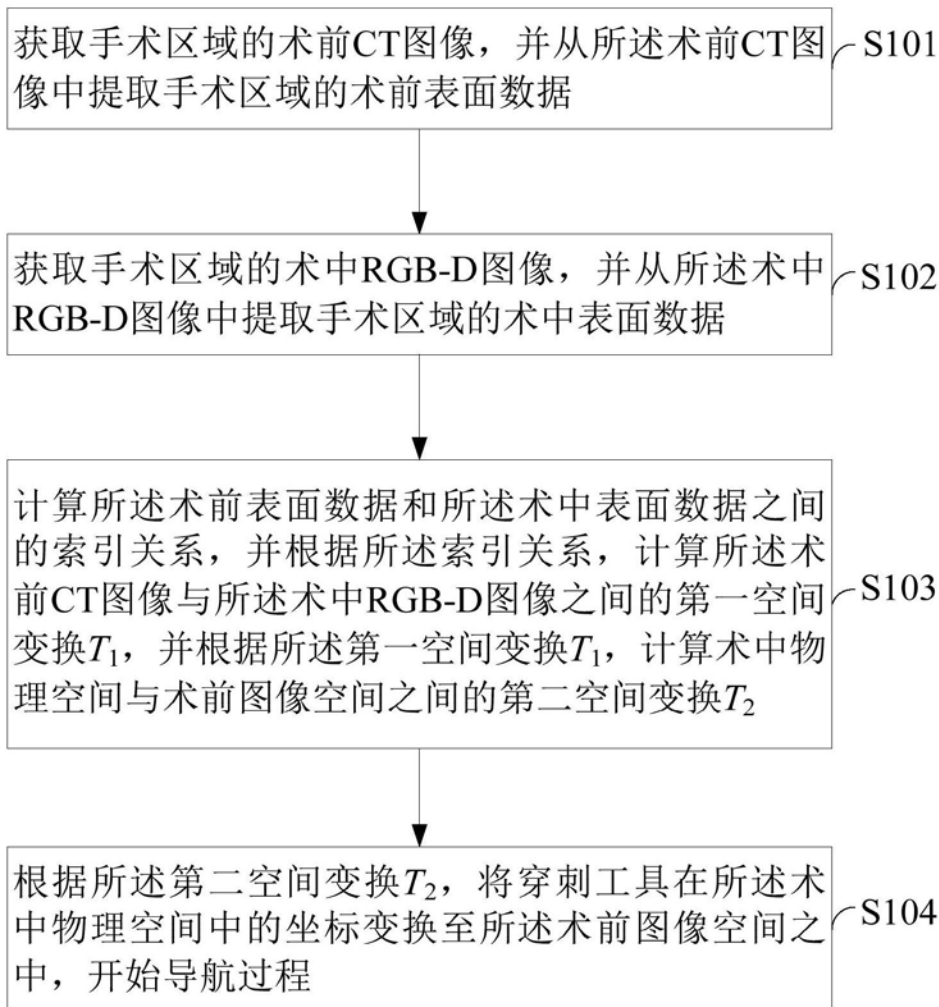 获取手术区域的术前CT图像，并从所述术前CT图
像中提取手术区域的术前表面数据
S101
获取手术区域的术中RGB-D图像，并从所述术中
RGB-D图像中提取手术区域的术中表面数据
S102
计算所述术前表面数据和所述术中表面数据之间
的索引关系，并根据所述索引关系，计算所述术
前CT图像与所述术中RGB-D图像之间的第一空间
变换T₁，并根据所述第一空间变换T₁，计算术中物
理空间与术前图像空间之间的第二空间变换T₂
S103
根据所述第二空间变换T₂，将穿刺工具在所述术
中物理空间中的坐标变换至所述术前图像空间之
中，开始导航过程
S104